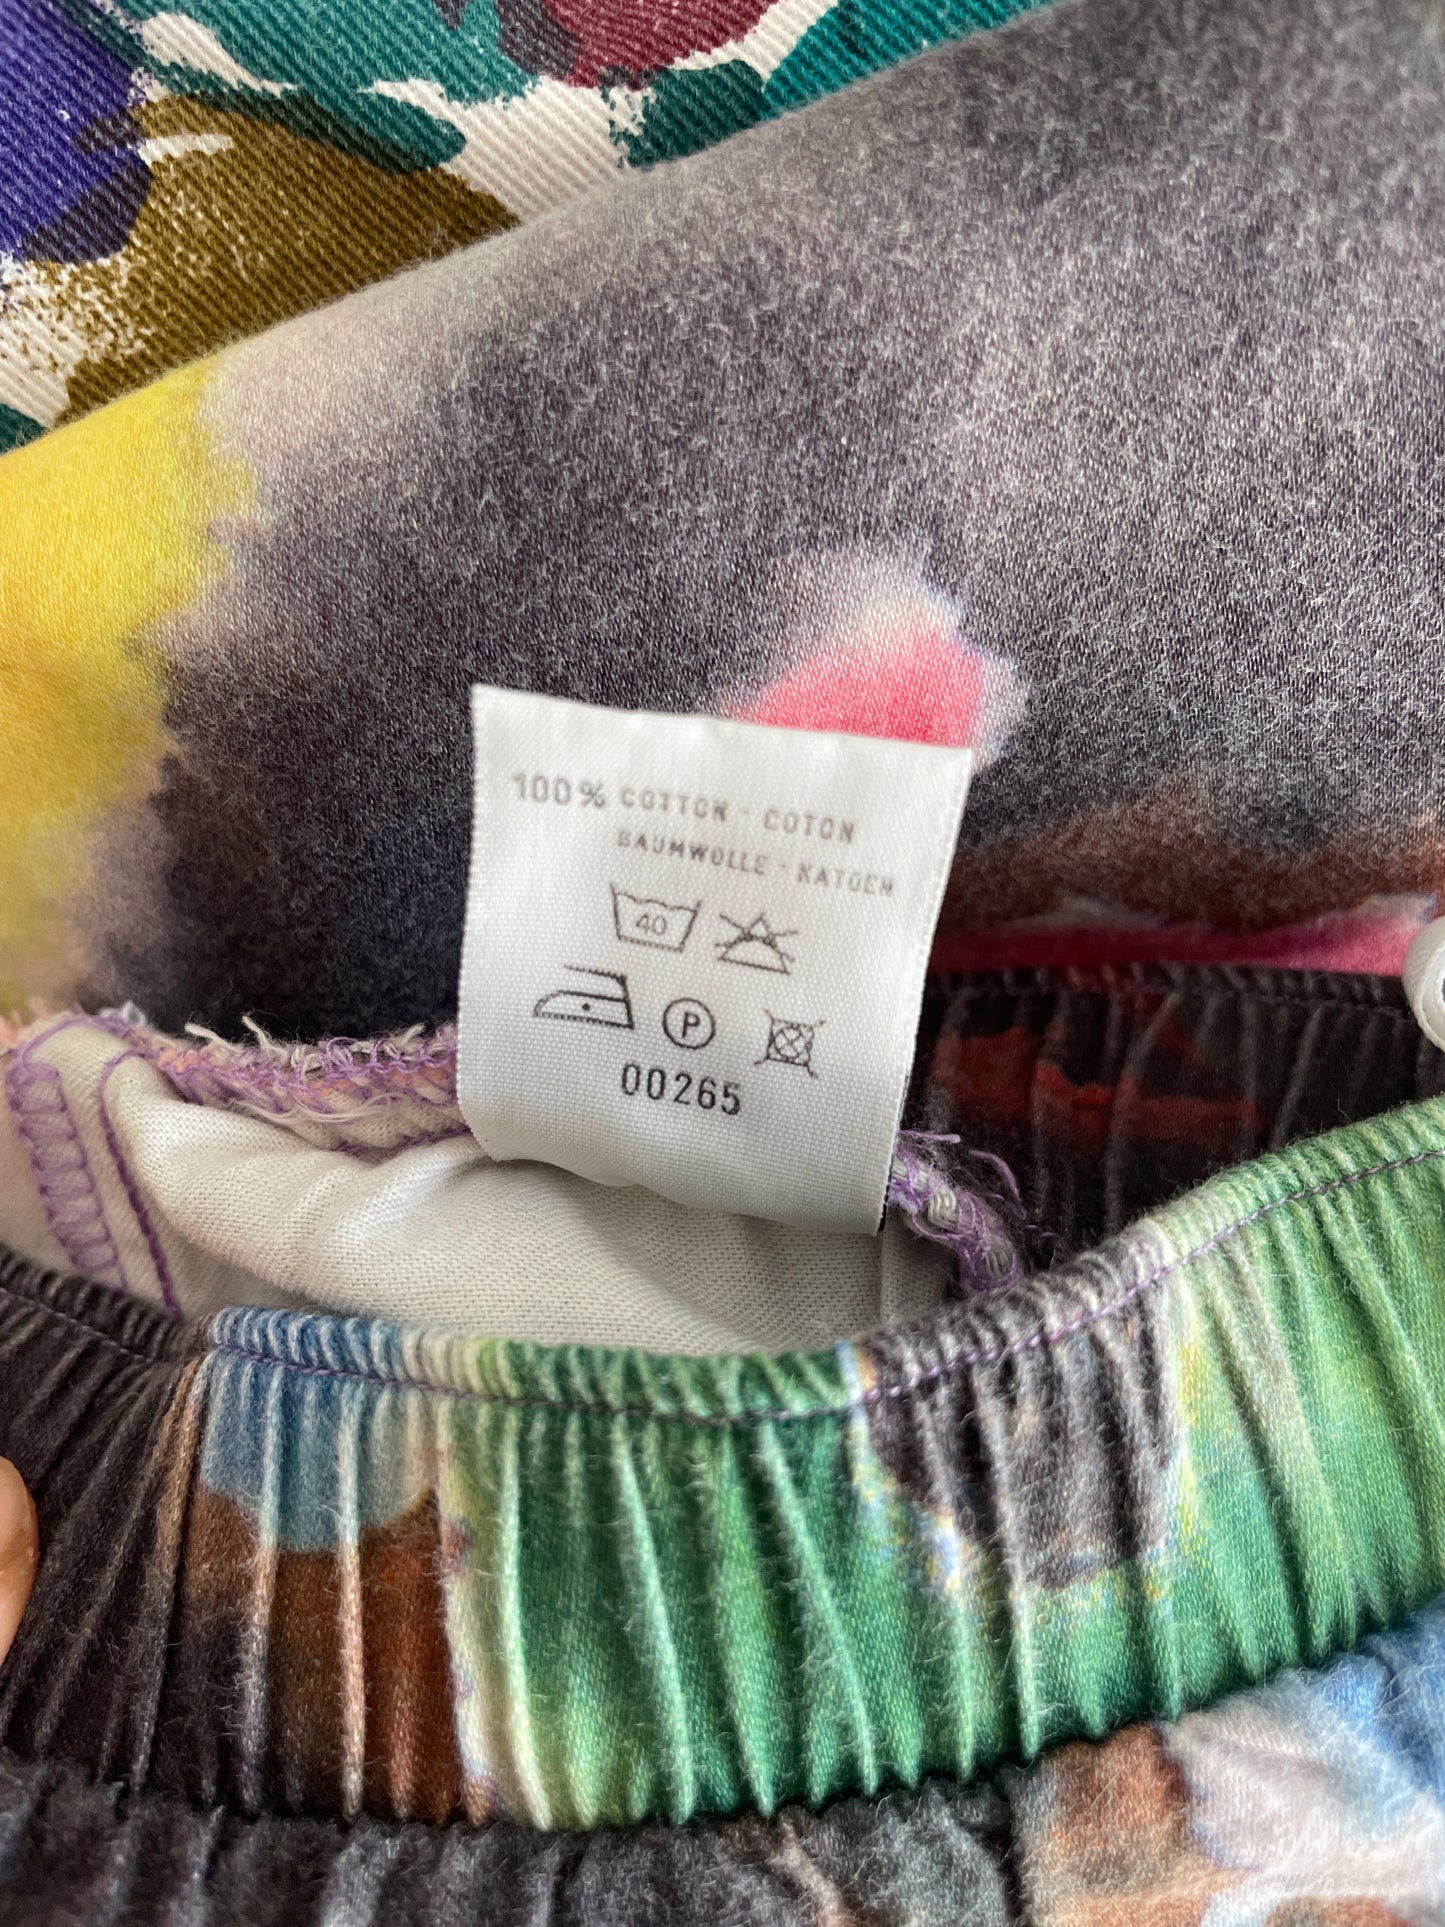 100% COTTON - COTON
BAUMWOLLE - KATOEN
40
P
00265